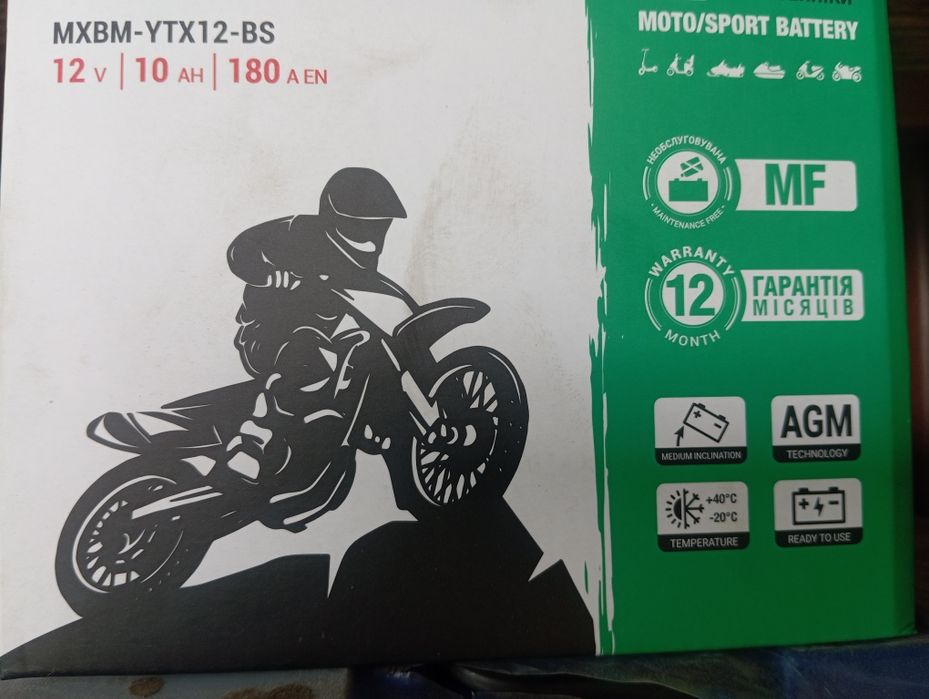 MXBM-YTX12-BS
12 V | 10 AH | 180 A EN
MOTO/SPORT BATTERY
НЕОБСЛУГОВУВАНА
MAINTENANCE FREE
MF
WARRANTY
12
MONTH
ГАРАНТІЯ
МІСЯЦІВ
MEDIUM INCLINATION
AGM
TECHNOLOGY
+40°C
-20°C
TEMPERATURE
READY TO USE